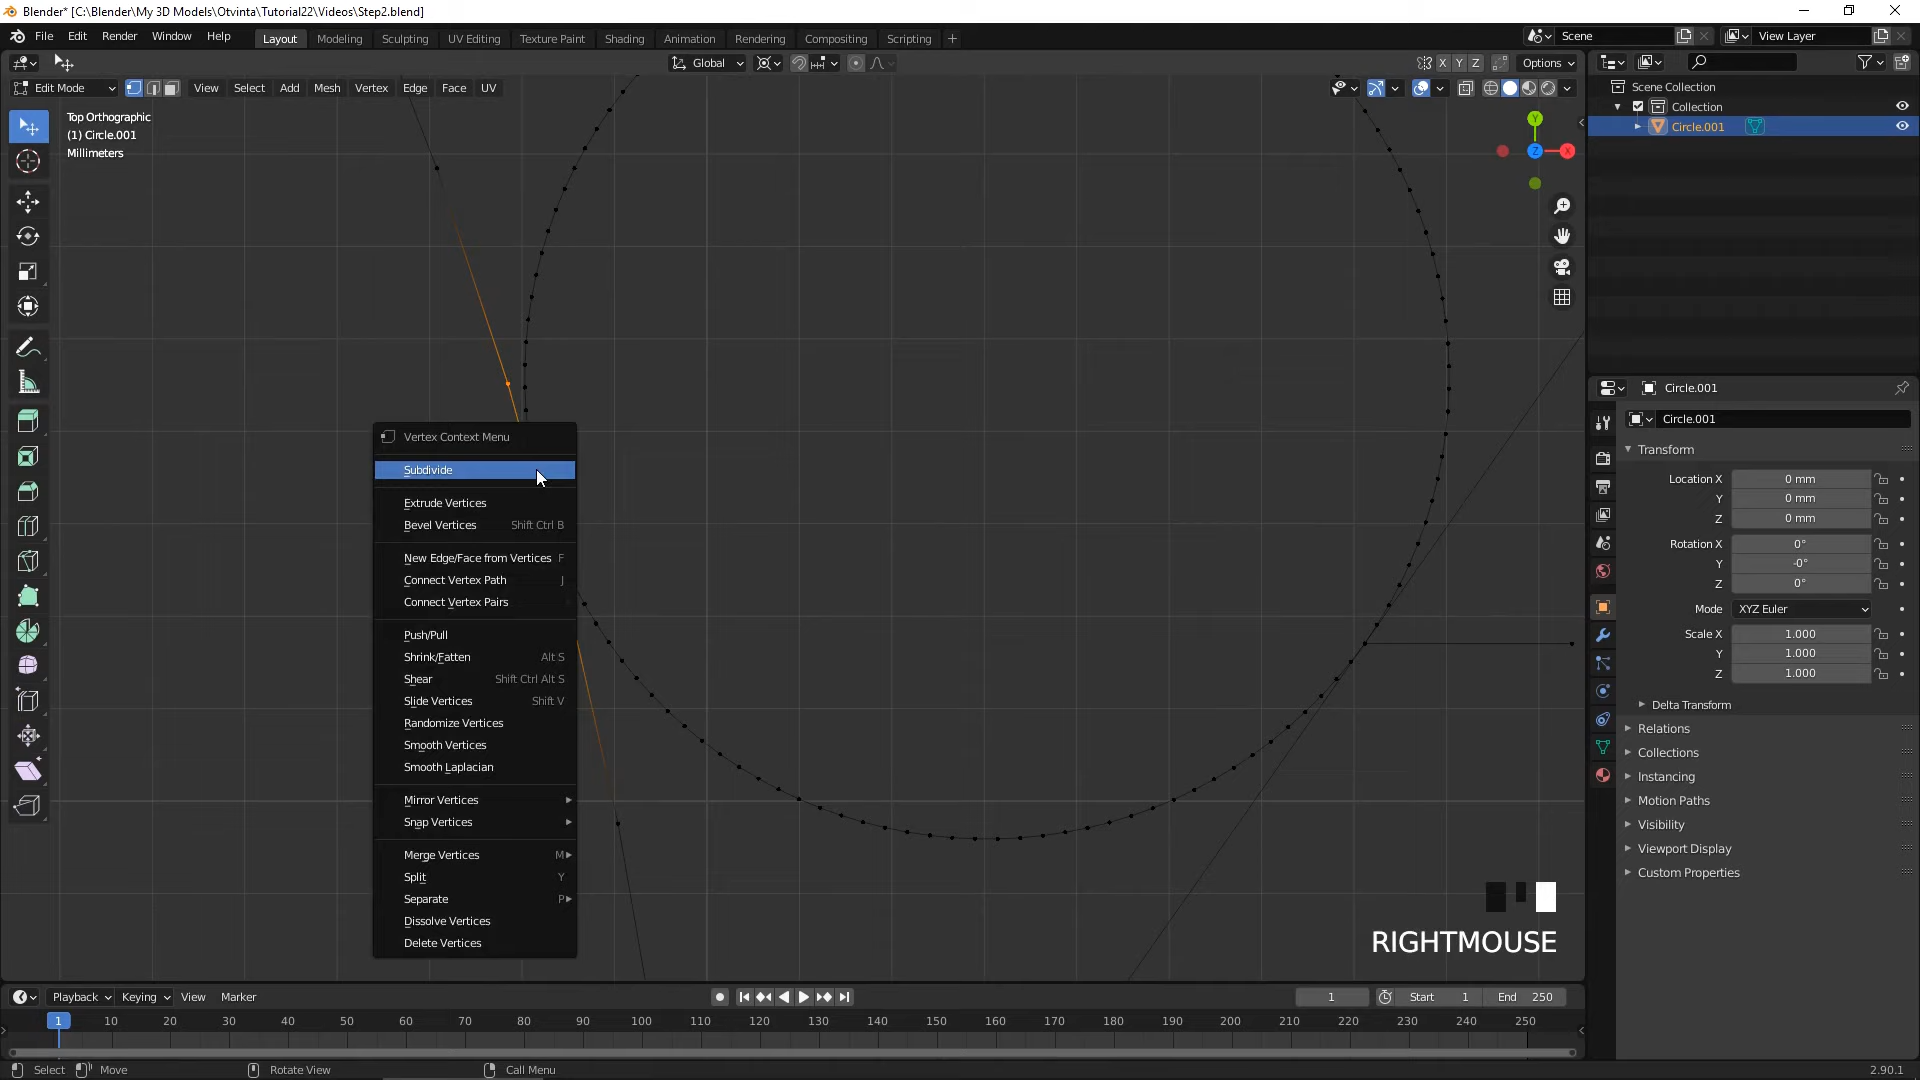 Blender* [C:\Blender\My 3D Models\Otvinta\Tutorial22\Videos\Step2.blend]
File Edit Render Window Help Layout Modeling Sculpting UV Editing Texture Paint Shading Animation Rendering Compositing Scripting + Scene View Layer
Global X Y Z Options
Edit Mode View Select Add Mesh Vertex Edge Face UV
Scene Collection
Collection
Circle.001
Top Orthographic
(1) Circle.001
Millimeters
Y
Z X
Vertex Context Menu
Subdivide
Extrude Vertices
Bevel Vertices Shift Ctrl B
New Edge/Face from Vertices F
Connect Vertex Path J
Connect Vertex Pairs
Push/Pull
Shrink/Fatten Alt S
Shear Shift Ctrl Alt S
Slide Vertices Shift V
Randomize Vertices
Smooth Vertices
Smooth Laplacian
Mirror Vertices
Snap Vertices
Merge Vertices M
Split Y
Separate P
Dissolve Vertices
Delete Vertices
RIGHTMOUSE
Circle.001
Circle.001
Transform
Location X 0 mm
Y 0 mm
Z 0 mm
Rotation X 0°
Y -0°
Z 0°
Mode XYZ Euler
Scale X 1.000
Y 1.000
Z 1.000
Delta Transform
Relations
Collections
Instancing
Motion Paths
Visibility
Viewport Display
Custom Properties
Playback Keying View Marker 1 Start 1 End 250
1 10 20 30 40 50 60 70 80 90 100 110 120 130 140 150 160 170 180 190 200 210 220 230 240 250
Select Move Rotate View Call Menu 2.90.1